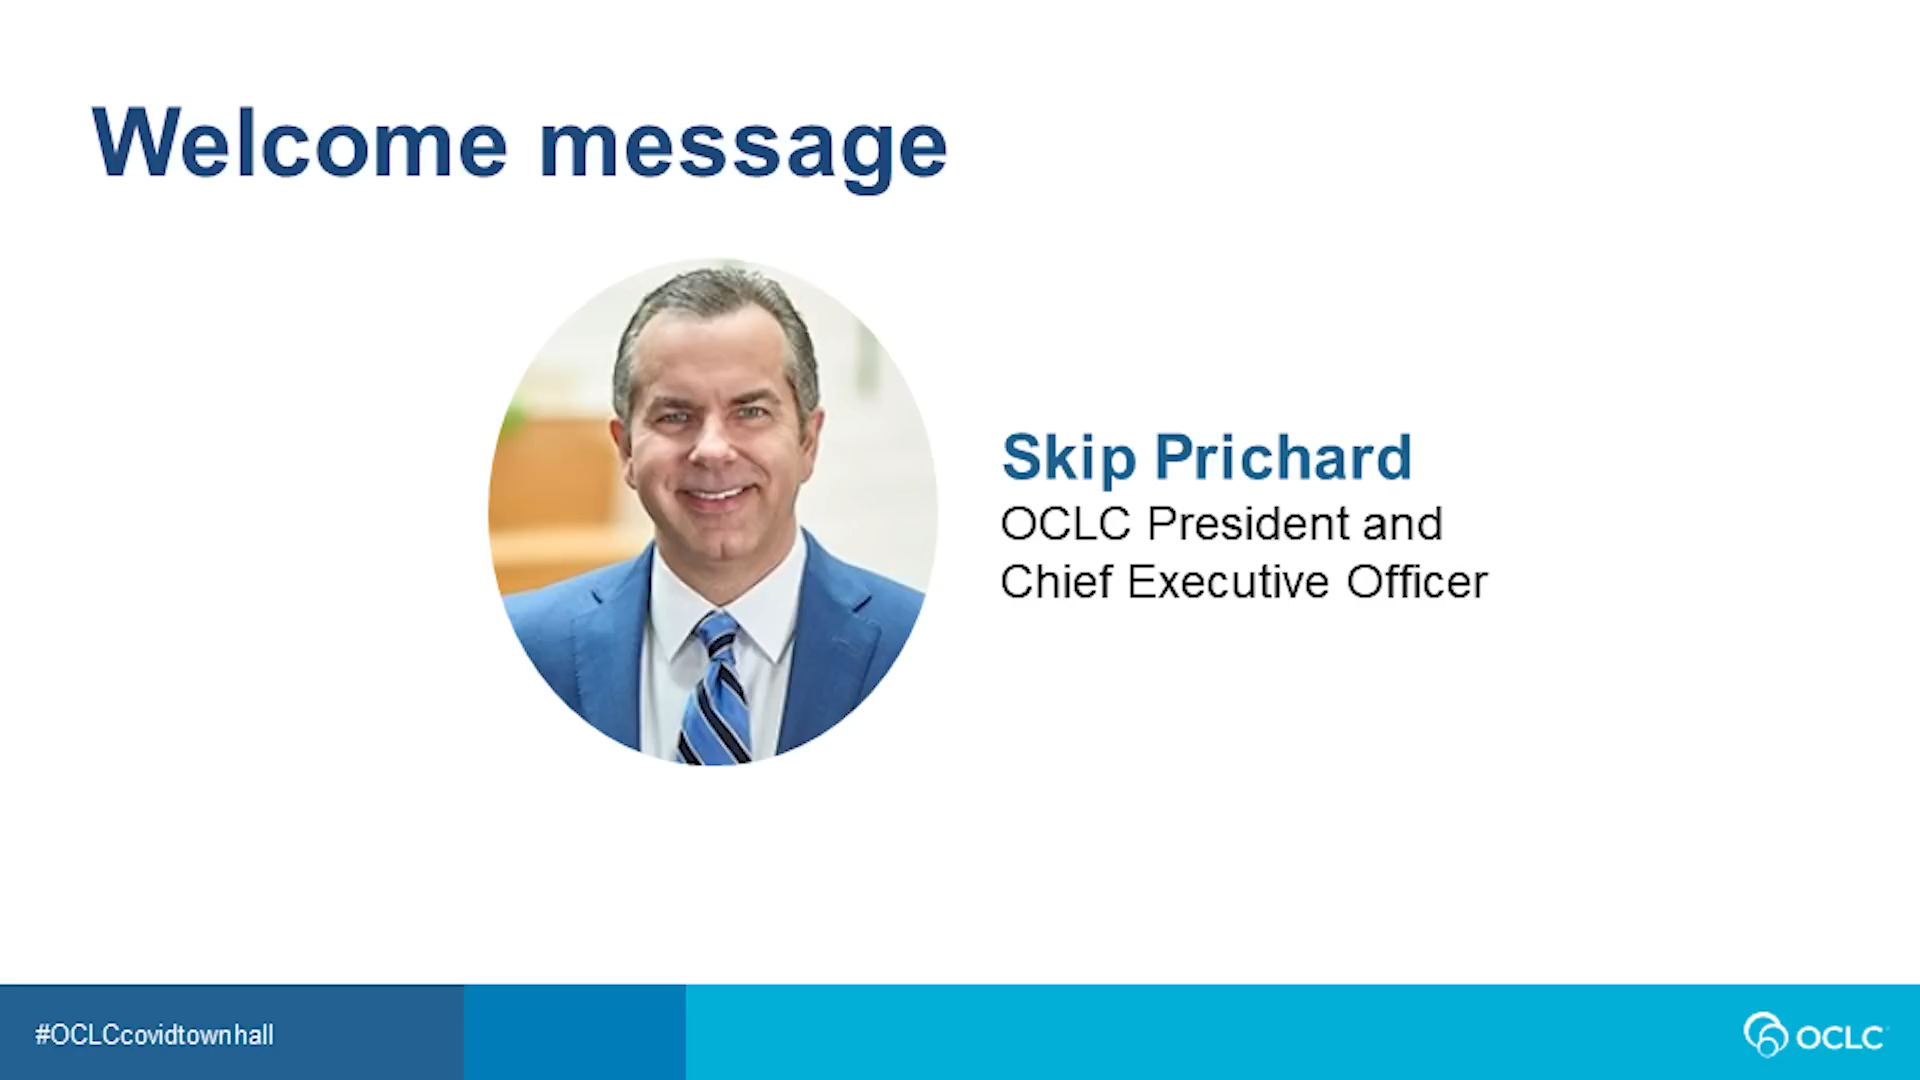 Welcome message
Skip Prichard
OCLC President and
Chief Executive Officer
#OCLCcovidtownhall
OCLC